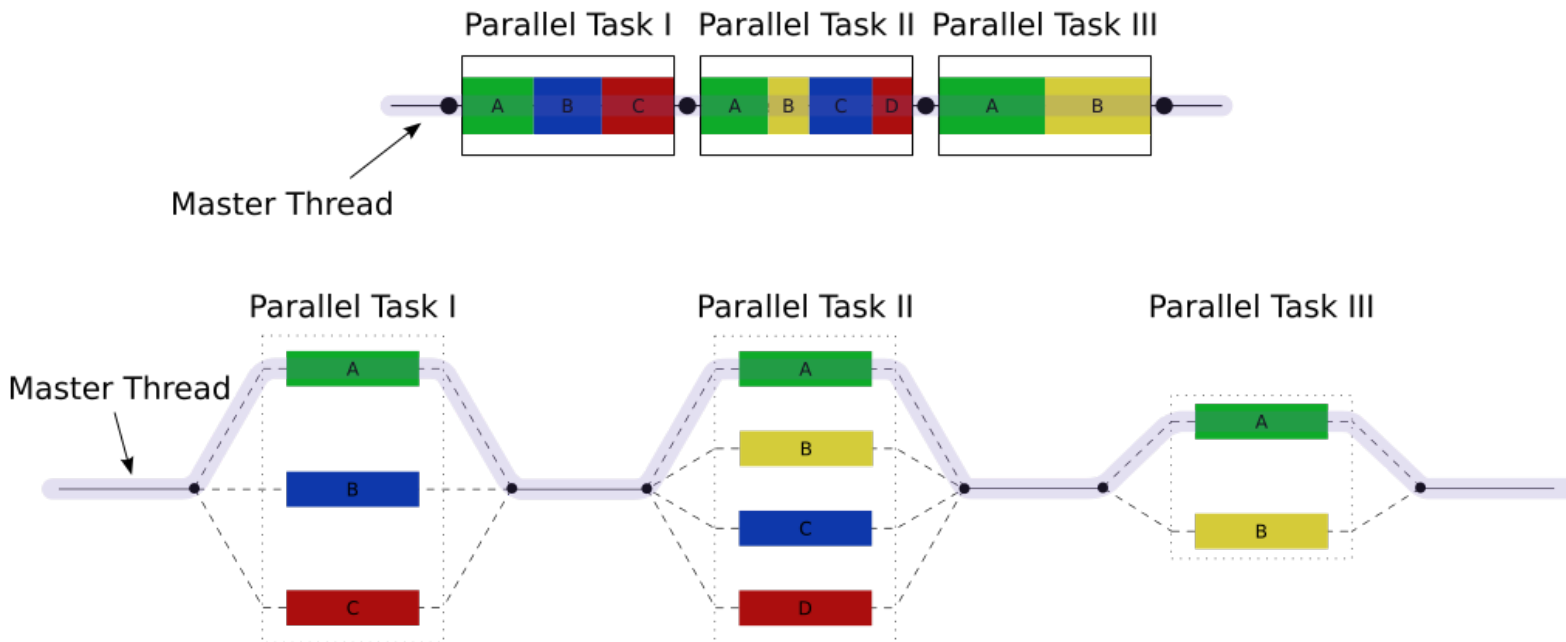 Parallel Task I Parallel Task II Parallel Task III
A B C A B C D A B
Master Thread
Parallel Task I Parallel Task II Parallel Task III
A A
Master Thread
A
B
B
C
B
C D